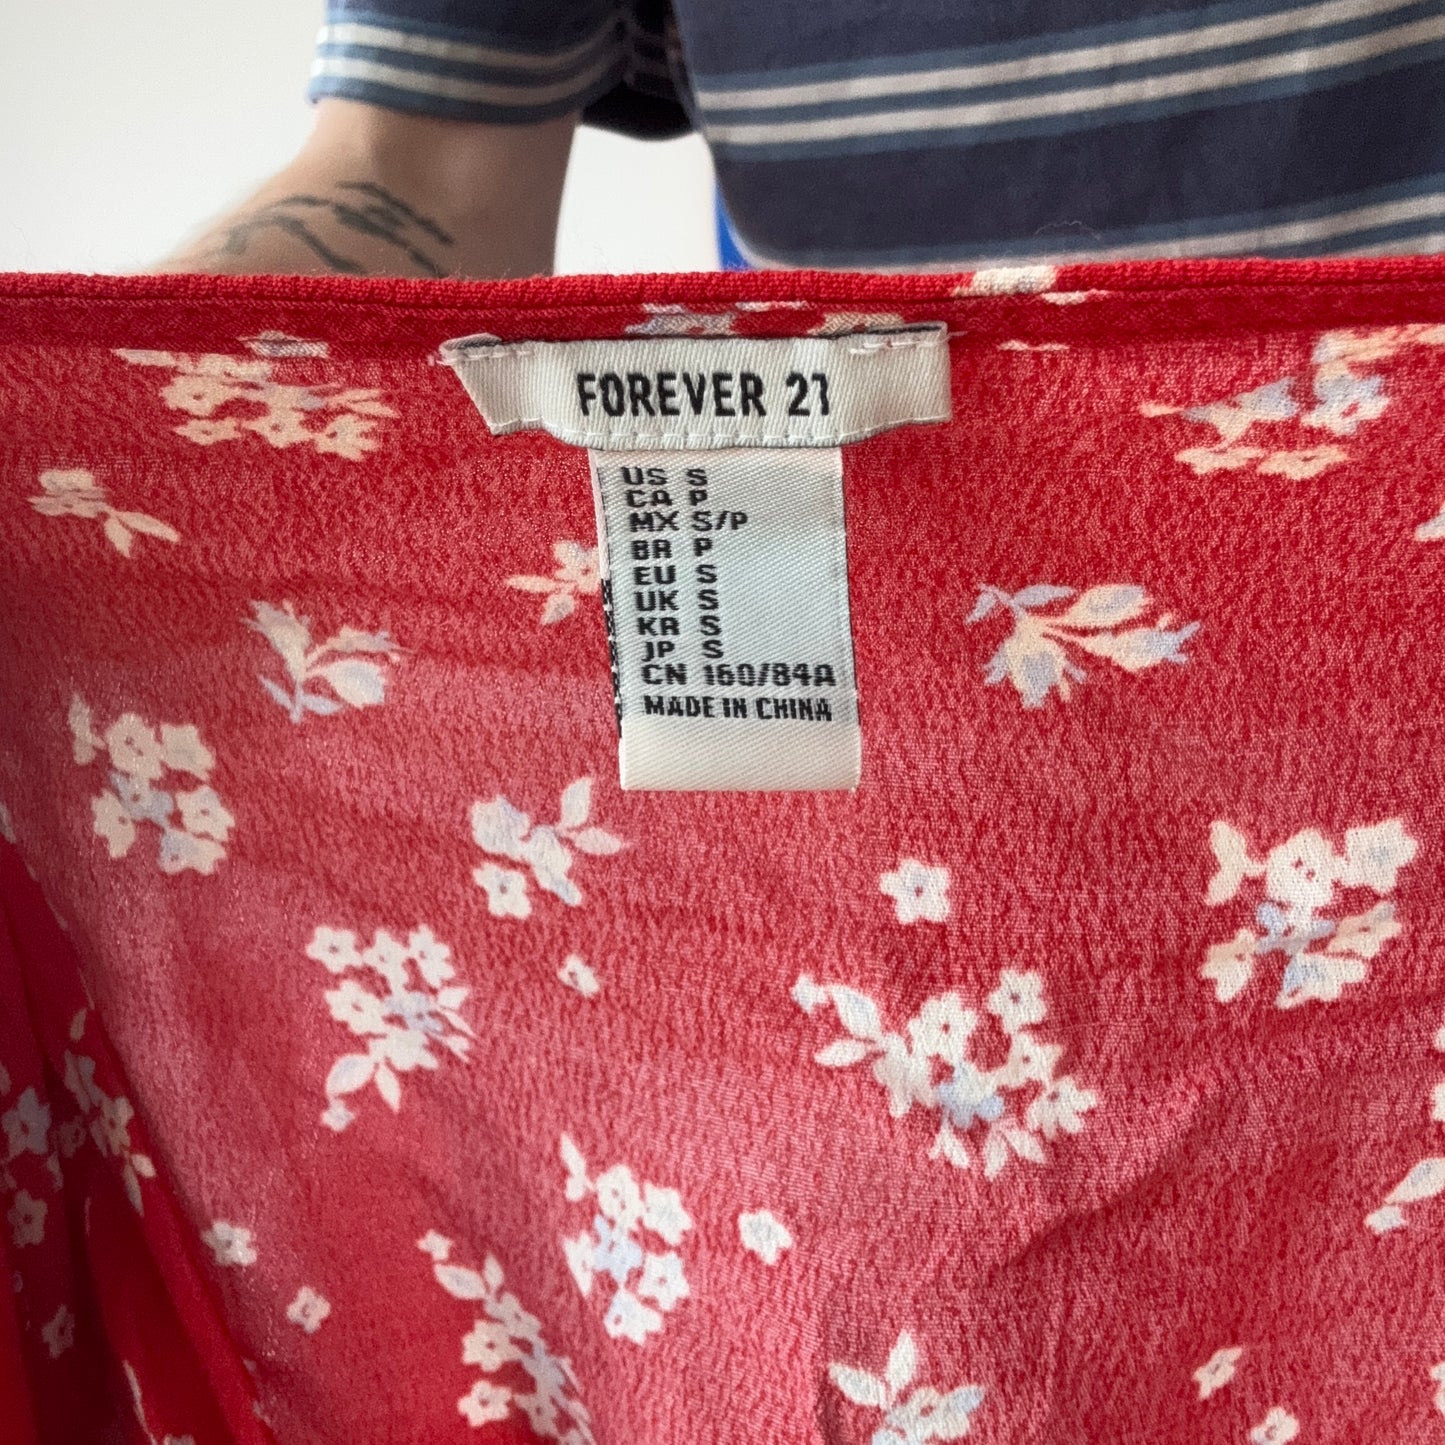 FOREVER 21
US S
CA P
MX S/P
BR P
EU S
UK S
KR S
JP S
CN 160/84A
MADE IN CHINA